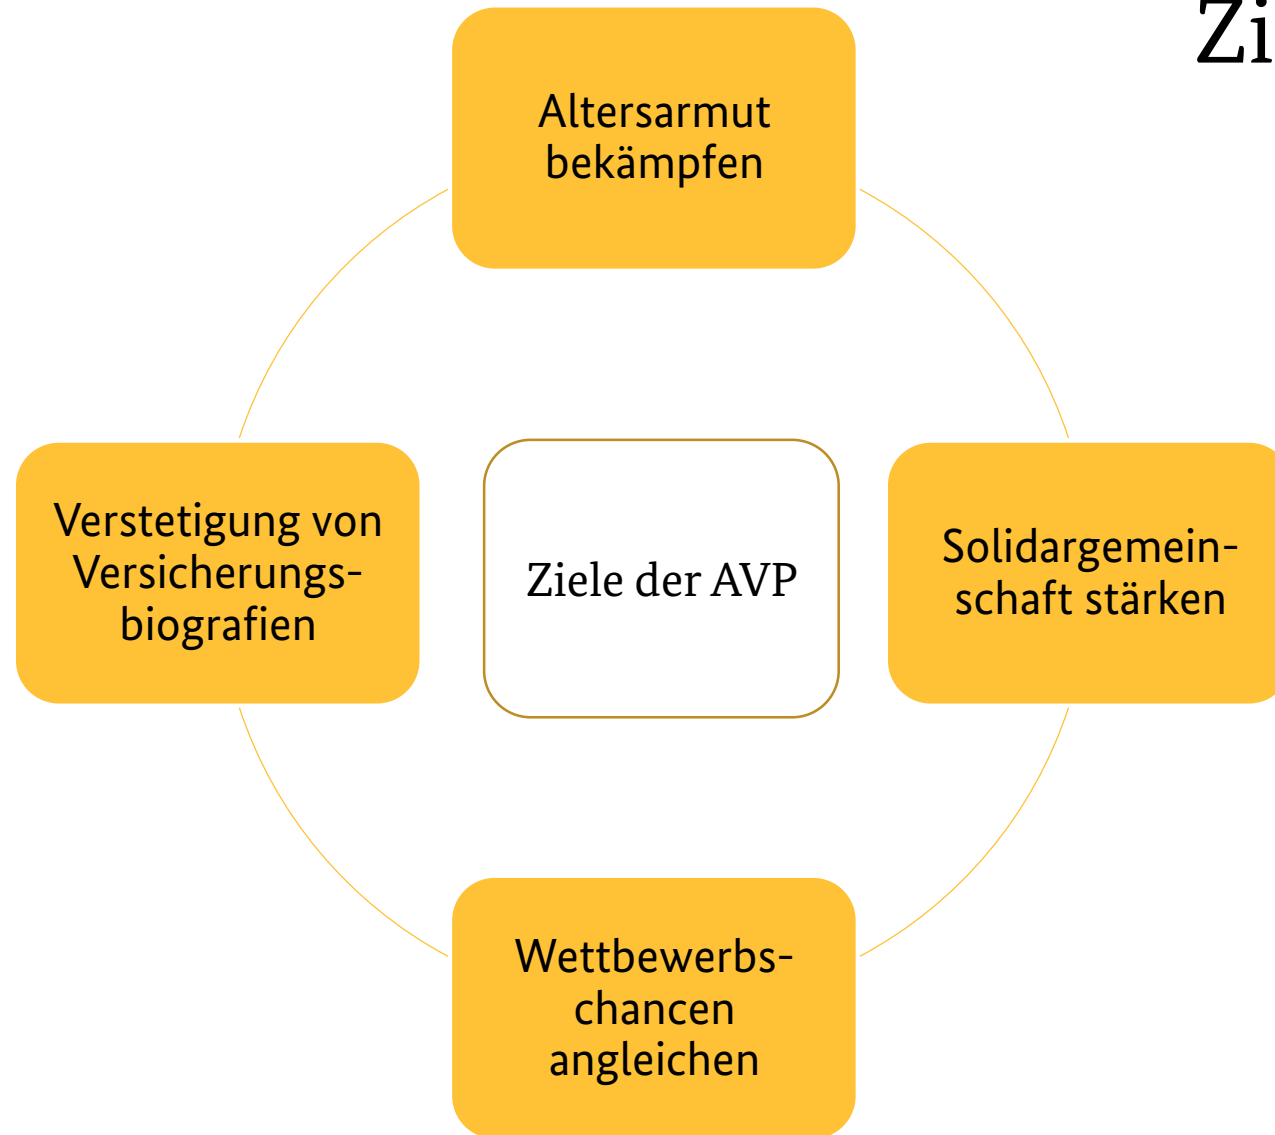 Zi
Altersarmut
bekämpfen
Verstetigung von
Versicherungs-
biografien
Ziele der AVP
Solidargemein-
schaft stärken
Wettbewerbs-
chancen
angleichen